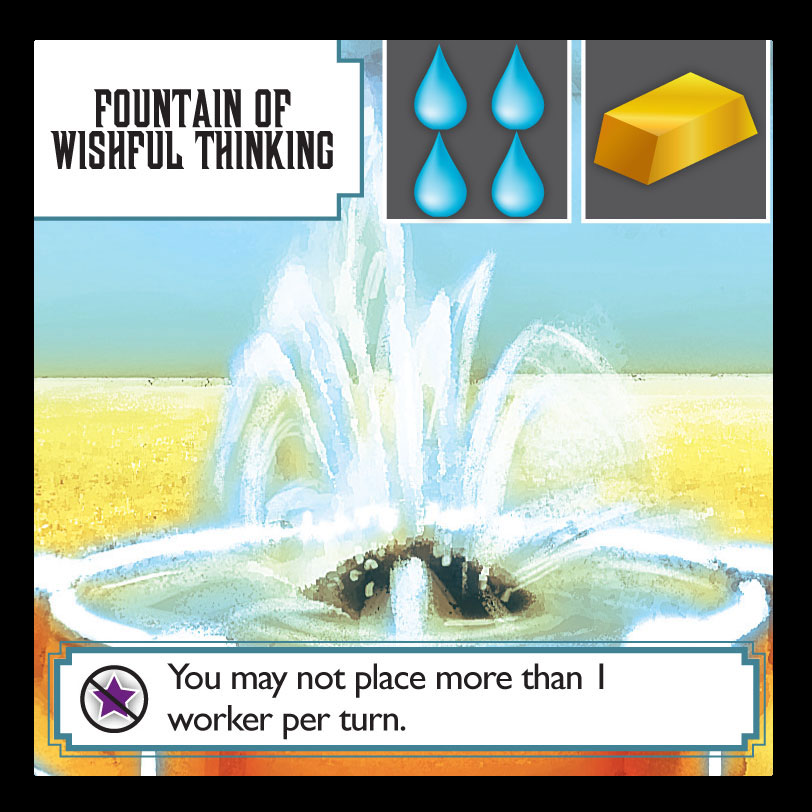 FOUNTAIN OF
WISHFUL THINKING
You may not place more than 1
worker per turn.